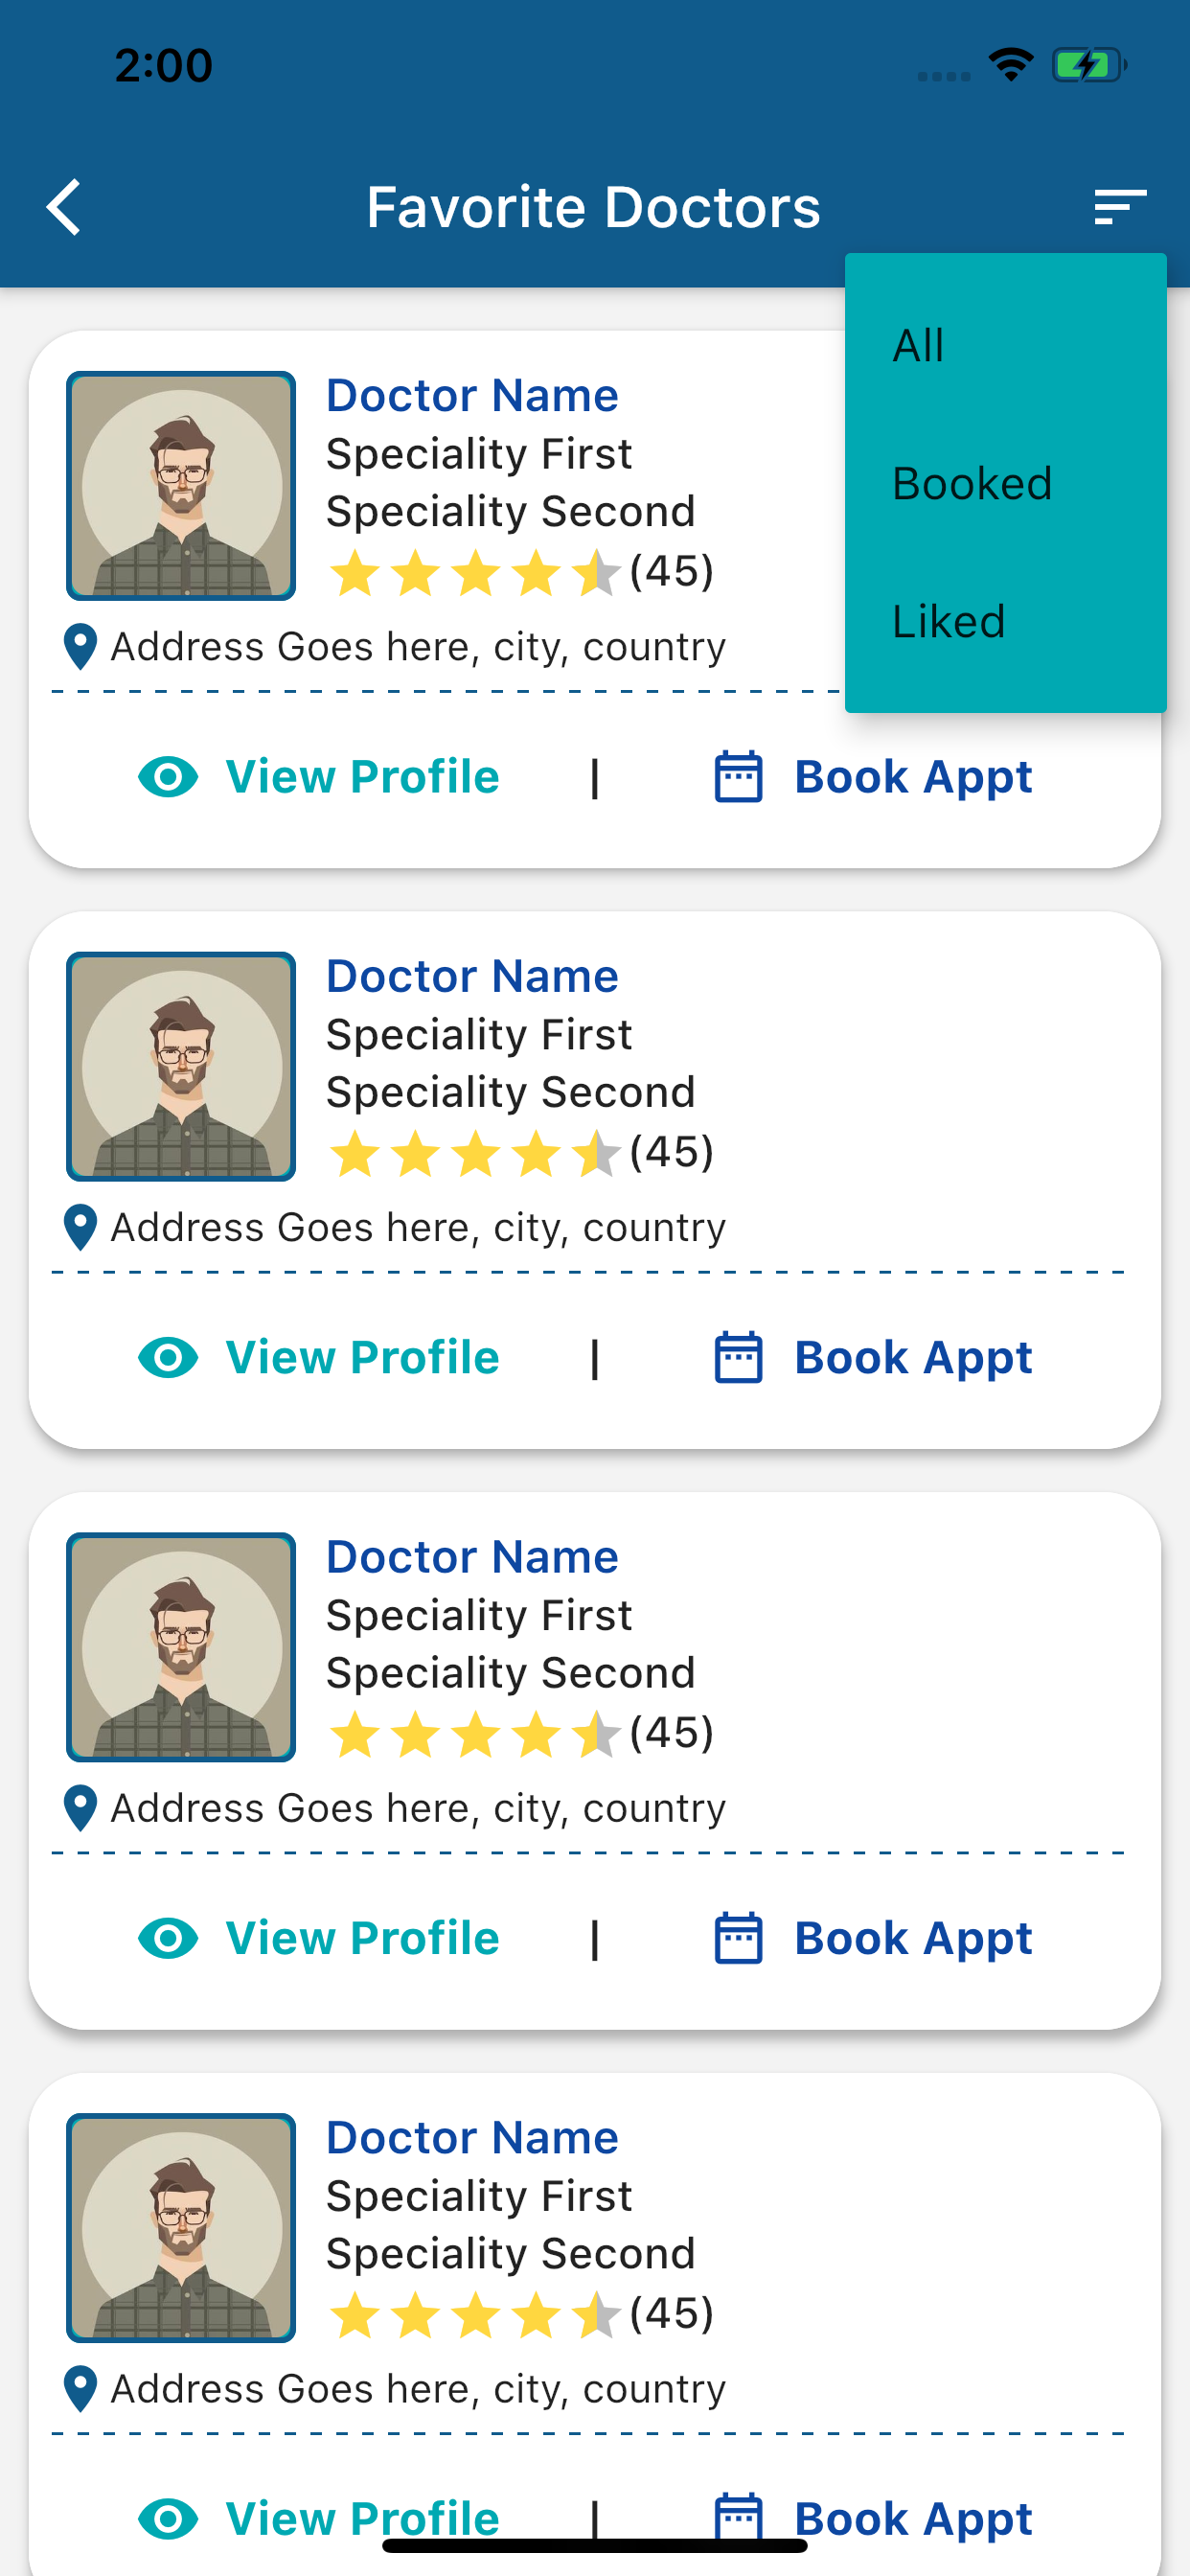 2:00
Favorite Doctors
All
Booked
Liked
Doctor Name
Speciality First
Speciality Second
(45)
Address Goes here, city, country
View Profile | Book Appt
Doctor Name
Speciality First
Speciality Second
(45)
Address Goes here, city, country
View Profile | Book Appt
Doctor Name
Speciality First
Speciality Second
(45)
Address Goes here, city, country
View Profile | Book Appt
Doctor Name
Speciality First
Speciality Second
(45)
Address Goes here, city, country
View Profile | Book Appt